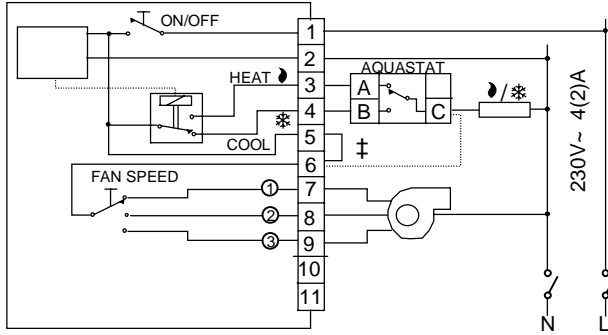 ON/OFF
1
2
HEAT
3
AQUASTAT
A
4
B
C
/
COOL
5
‡
6
FAN SPEED
① 7
② 8
③ 9
10
11
230V~ 4(2)A
N
L